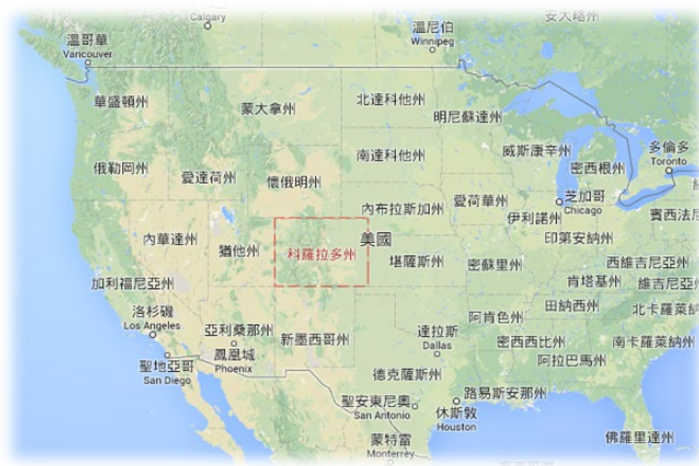 Calgary
溫哥華
Vancouver
溫尼伯
Winnipeg
安大略州
華盛頓州
蒙大拿州
北達科他州
明尼蘇達州
俄勒岡州
愛達荷州
南達科他州
威斯康辛州
密西根州
多倫多
Toronto
懷俄明州
內布拉斯加州
愛荷華州
芝加哥
Chicago
伊利諾州
賓西法尼
內華達州
猶他州
科羅拉多州
美國
堪薩斯州
密蘇里州
印第安納州
西維吉尼亞州
加利福尼亞州
肯塔基州
維吉尼亞
洛杉磯
Los Angeles
亞利桑那州
鳳凰城
Phoenix
新墨西哥州
達拉斯
Dallas
阿肯色州
田納西州
北卡羅萊納
密西西比州
南卡羅萊納州
阿拉巴馬州
聖地亞哥
San Diego
德克薩斯州
聖安東尼奧
San Antonio
休斯敦
Houston
路易斯安那州
蒙特雷
Monterrey
佛羅里達州